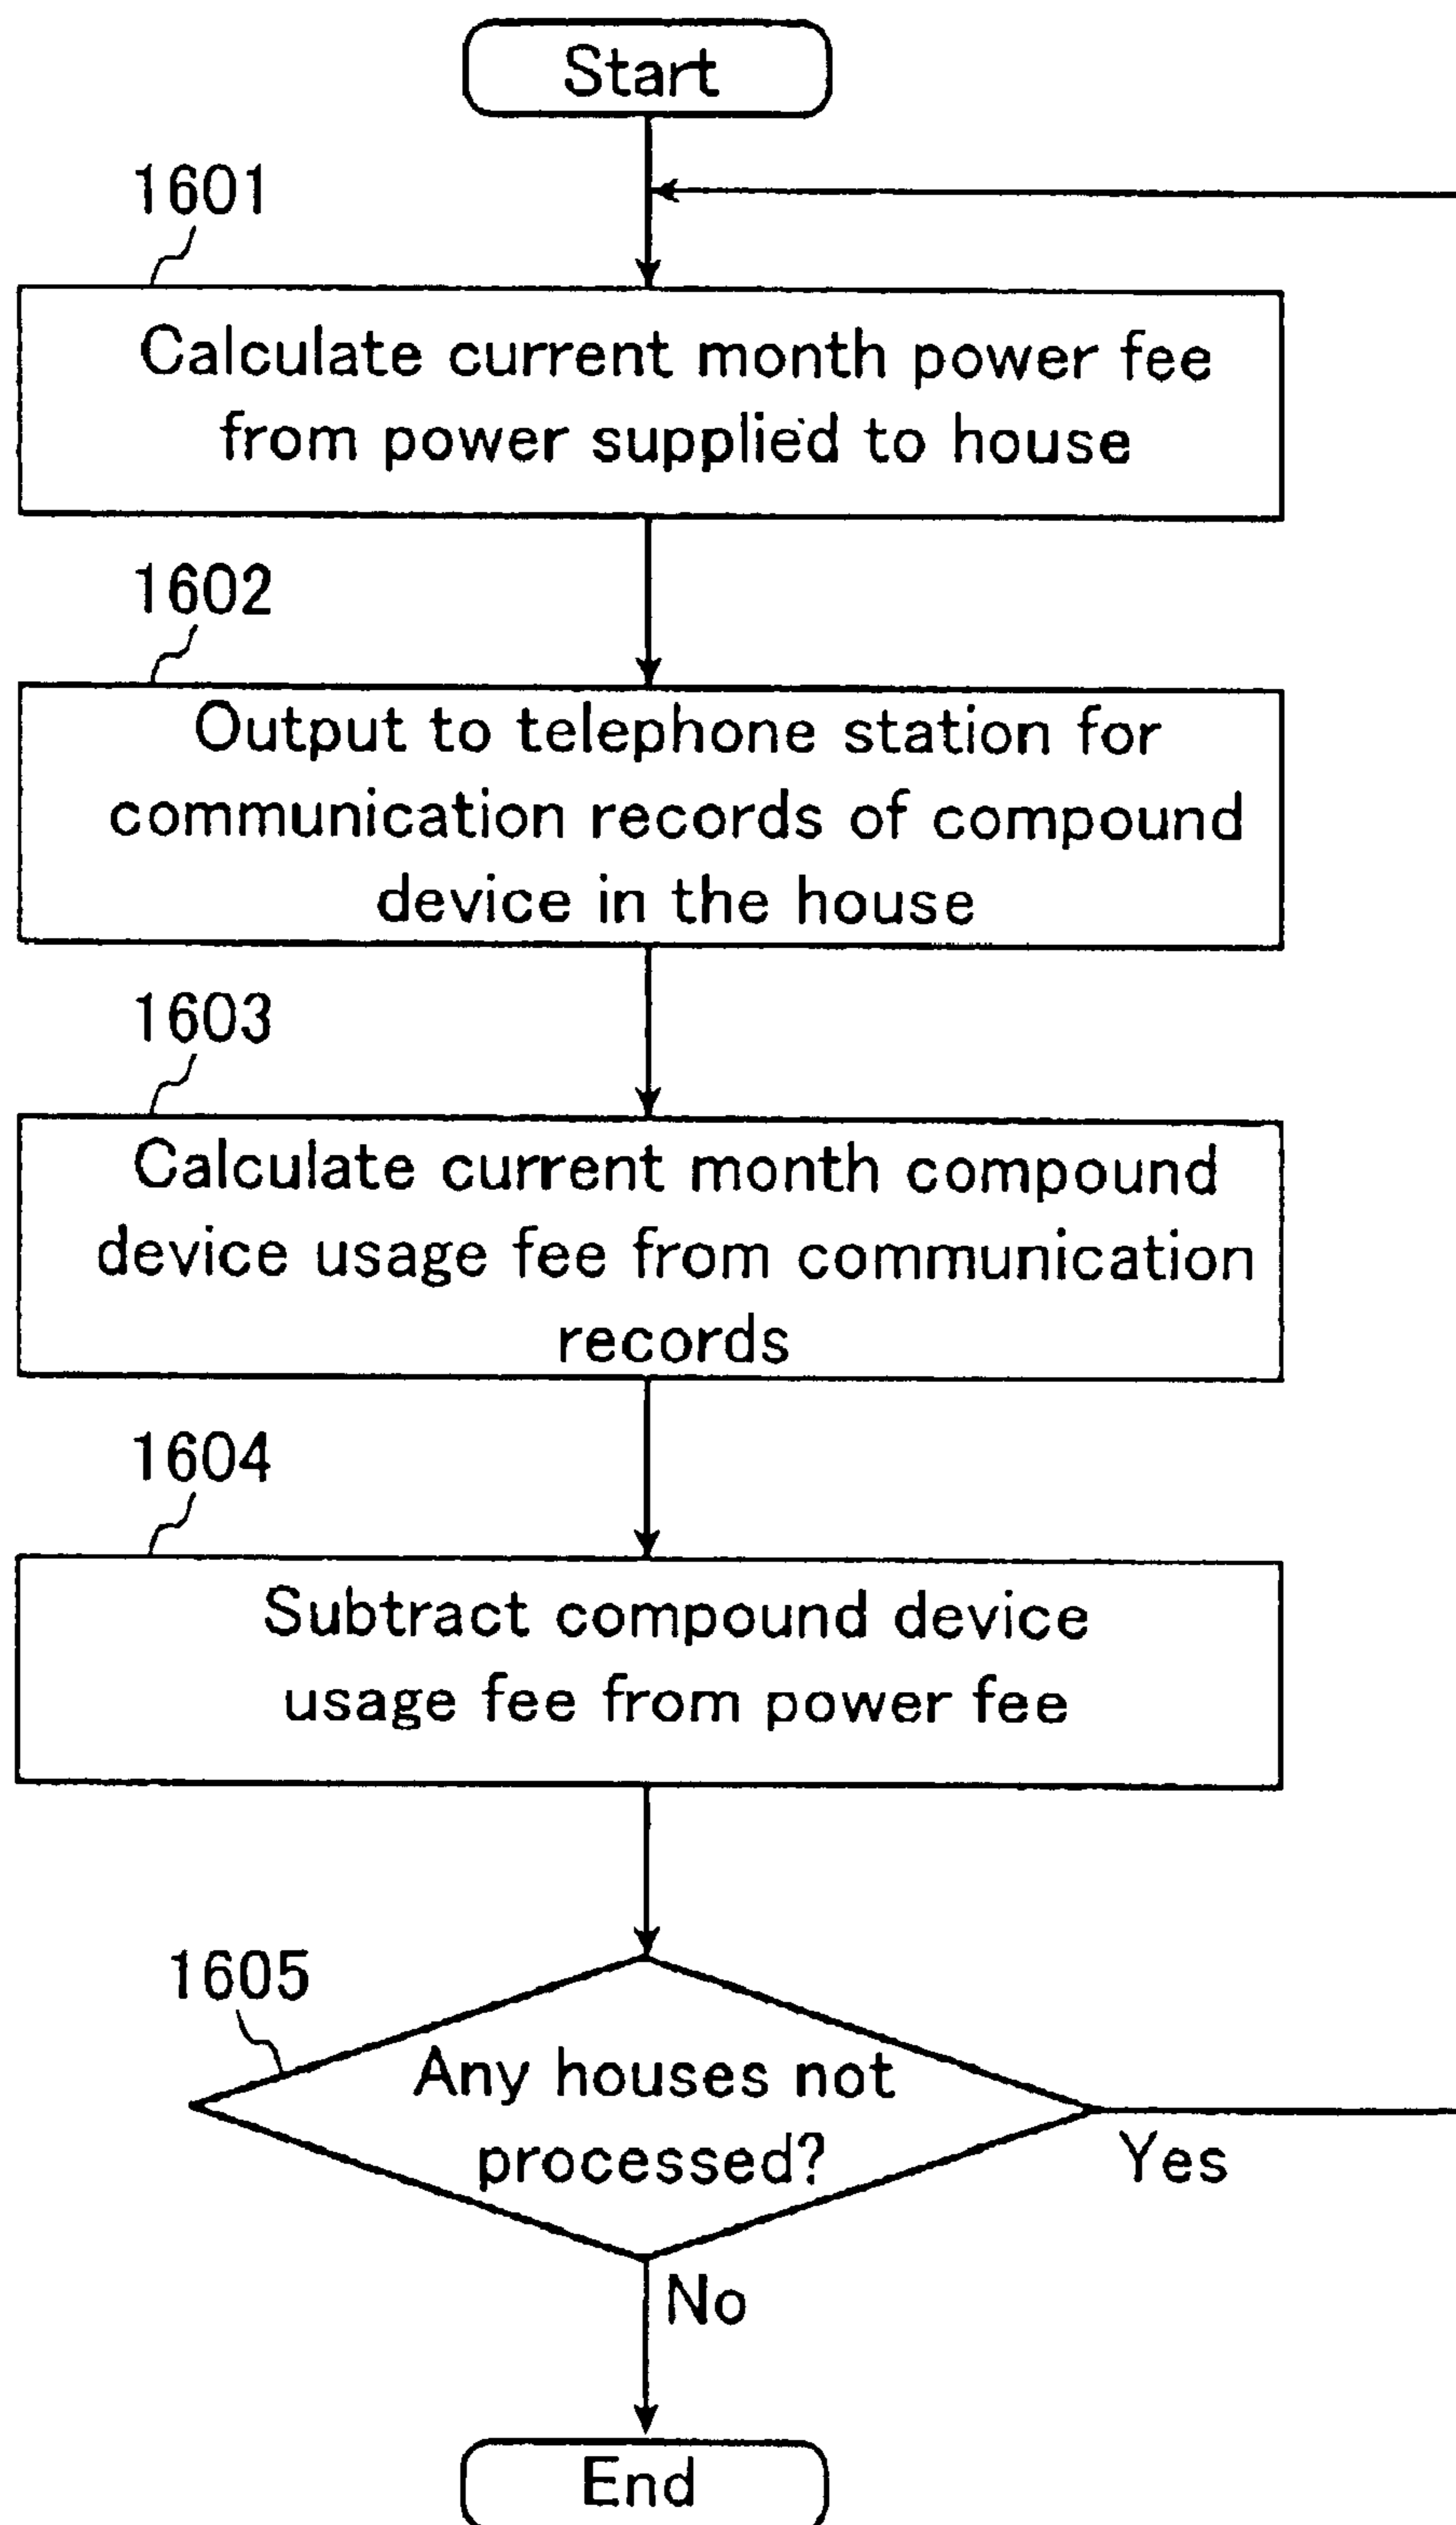 Start
1601
Calculate current month power fee
from power supplied to house
1602
Output to telephone station for
communication records of compound
device in the house
1603
Calculate current month compound
device usage fee from communication
records
1604
Subtract compound device
usage fee from power fee
1605
Any houses not
processed?
Yes
No
End